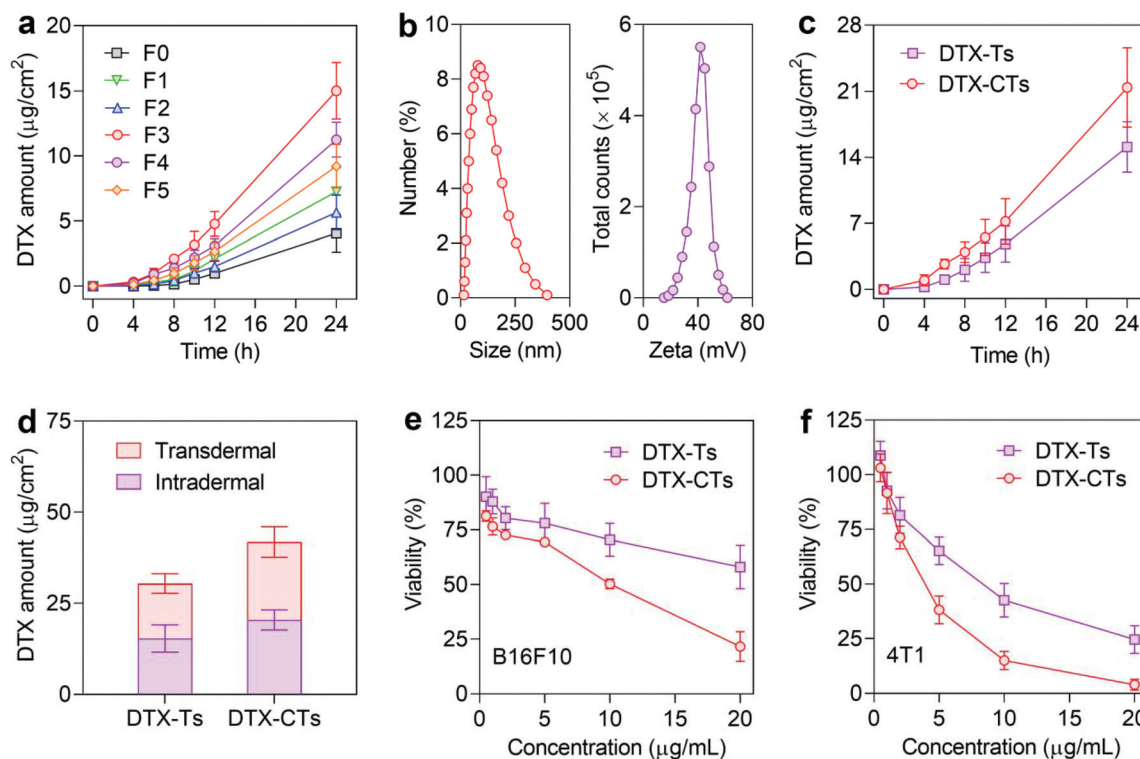 a
DTX amount (μg/cm²)
20
15
10
5
0
F0
F1
F2
F3
F4
F5
0 4 8 12 16 20 24
Time (h)
b
Number (%)
10
8
6
4
2
0
0 250 500
Size (nm)
Total counts (× 10⁵)
6
4
2
0
0 40 80
Zeta (mV)
c
DTX amount (μg/cm²)
28
21
14
7
0
DTX-Ts
DTX-CTs
0 4 8 12 16 20 24
Time (h)
d
DTX amount (μg/cm²)
75
50
25
0
Transdermal
Intradermal
DTX-Ts DTX-CTs
e
Viability (%)
125
100
75
50
25
0
DTX-Ts
DTX-CTs
B16F10
0 5 10 15 20
Concentration (μg/mL)
f
Viability (%)
125
100
75
50
25
0
DTX-Ts
DTX-CTs
4T1
0 5 10 15 20
Concentration (μg/mL)